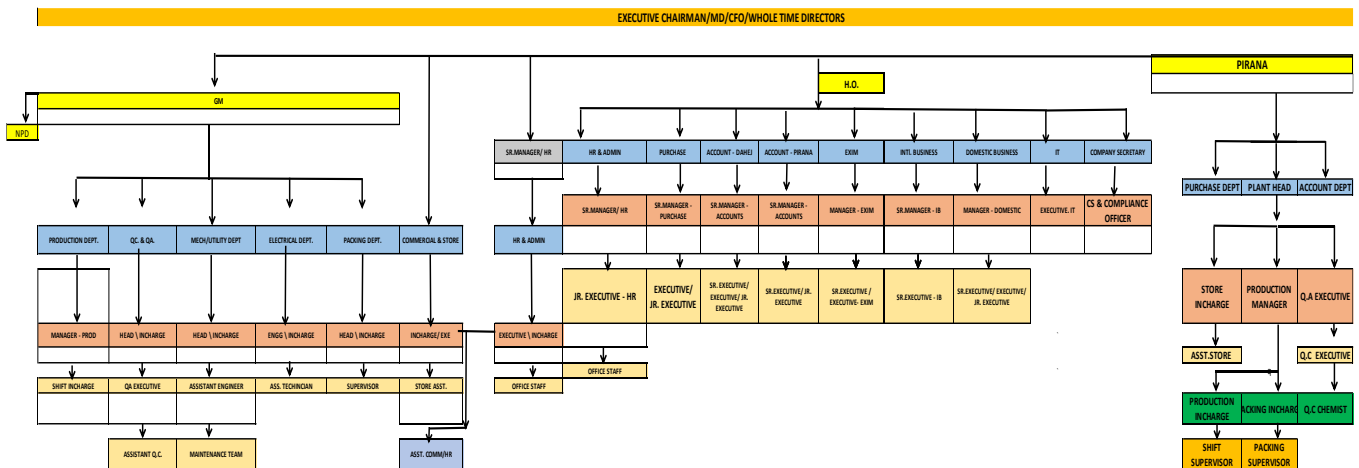 EXECUTIVE CHAIRMAN/MD/CFO/WHOLE TIME DIRECTORS
PIRANA
H.O.
GM
NPD
SR.MANAGER/ HR
HR & ADMIN
PURCHASE
ACCOUNT - DAHEJ
ACCOUNT - PIRANA
EXIM
INTL BUSINESS
DOMESTIC BUSINESS
IT
COMPANY SECRETARY
PURCHASE DEPT
PLANT HEAD
ACCOUNT DEPT
SR.MANAGER/ HR
SR.MANAGER -
PURCHASE
SR.MANAGER -
ACCOUNTS
SR.MANAGER -
ACCOUNTS
MANAGER - EXIM
SR.MANAGER - IB
MANAGER - DOMESTIC
EXECUTIVE. IT
CS & COMPLIANCE
OFFICER
PRODUCTION DEPT.
QC. & QA.
MECH/UTILITY DEPT
ELECTRICAL DEPT.
PACKING DEPT.
COMMERCIAL & STORE
HR & ADMIN
JR. EXECUTIVE - HR
EXECUTIVE/
JR. EXECUTIVE
SR. EXECUTIVE/
EXECUTIVE/ JR.
EXECUTIVE
SR.EXECUTIVE/ JR.
EXECUTIVE
SR.EXECUTIVE /
EXECUTIVE- EXIM
SR.EXECUTIVE - IB
SR.EXECUTIVE/ EXECUTIVE/
JR. EXECUTIVE
STORE
INCHARGE
PRODUCTION
MANAGER
Q.A EXECUTIVE
MANAGER - PROD
HEAD \ INCHARGE
HEAD \ INCHARGE
ENGG \ INCHARGE
HEAD \ INCHARGE
INCHARGE/ EXE
EXECUTIVE \ INCHARGE
ASST.STORE
Q.C EXECUTIVE
OFFICE STAFF
SHIFT INCHARGE
QA EXECUTIVE
ASSISTANT ENGINEER
ASS. TECHINCIAN
SUPERVISOR
STORE ASST.
OFFICE STAFF
PRODUCTION
INCHARGE
ACKING INCHARG
Q.C CHEMIST
ASSISTANT Q.C.
MAINTENANCE TEAM
ASST. COMM/HR
SHIFT
SUPERVISOR
PACKING
SUPERVISOR